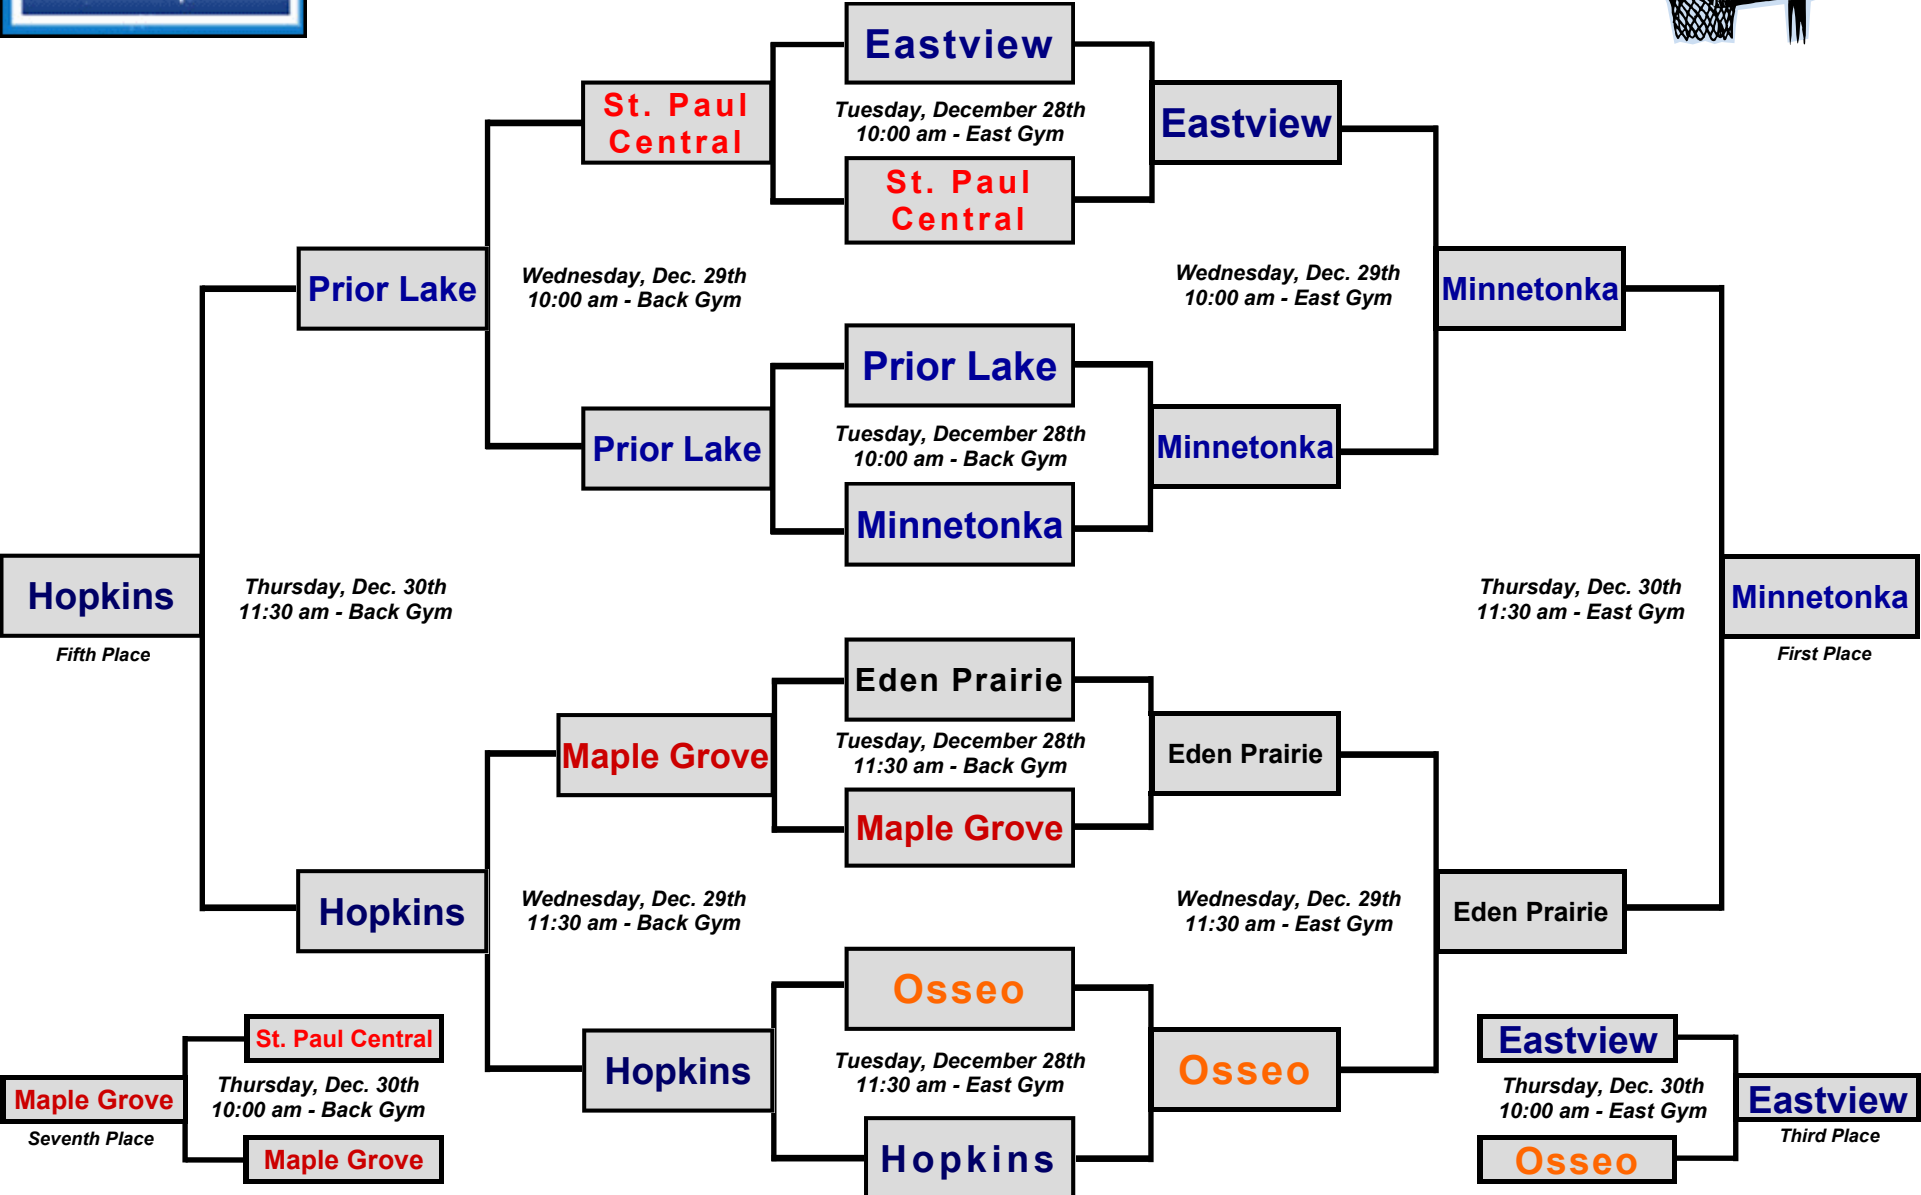 Eastview
St. Paul
Central
Tuesday, December 28th
10:00 am - East Gym
Eastview
St. Paul
Central
Prior Lake
Wednesday, Dec. 29th
10:00 am - Back Gym
Wednesday, Dec. 29th
10:00 am - East Gym
Minnetonka
Prior Lake
Prior Lake
Tuesday, December 28th
10:00 am - Back Gym
Minnetonka
Minnetonka
Hopkins
Fifth Place
Thursday, Dec. 30th
11:30 am - Back Gym
Thursday, Dec. 30th
11:30 am - East Gym
Minnetonka
First Place
Eden Prairie
Maple Grove
Tuesday, December 28th
11:30 am - Back Gym
Eden Prairie
Maple Grove
Hopkins
Wednesday, Dec. 29th
11:30 am - Back Gym
Wednesday, Dec. 29th
11:30 am - East Gym
Eden Prairie
Osseo
Hopkins
Tuesday, December 28th
11:30 am - East Gym
Osseo
Hopkins
St. Paul Central
Maple Grove
Seventh Place
Thursday, Dec. 30th
10:00 am - Back Gym
Maple Grove
Eastview
Thursday, Dec. 30th
10:00 am - East Gym
Eastview
Third Place
Osseo